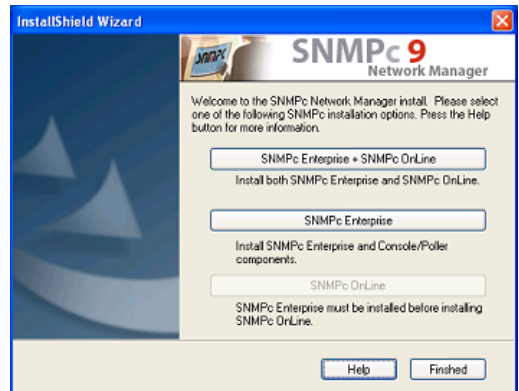 InstallShield Wizard
SNMPc
SNMPc 9
Network Manager
Welcome to the SNMPc Network Manager install. Please select
one of the following SNMPc installation options. Press the Help
button for more information.
SNMPc Enterprise + SNMPc OnLine
Install both SNMPc Enterprise and SNMPc OnLine.
SNMPc Enterprise
Install SNMPc Enterprise and Console/Poller
components.
SNMPc OnLine
SNMPc Enterprise must be installed before installing
SNMPc OnLine.
Help
Finshed